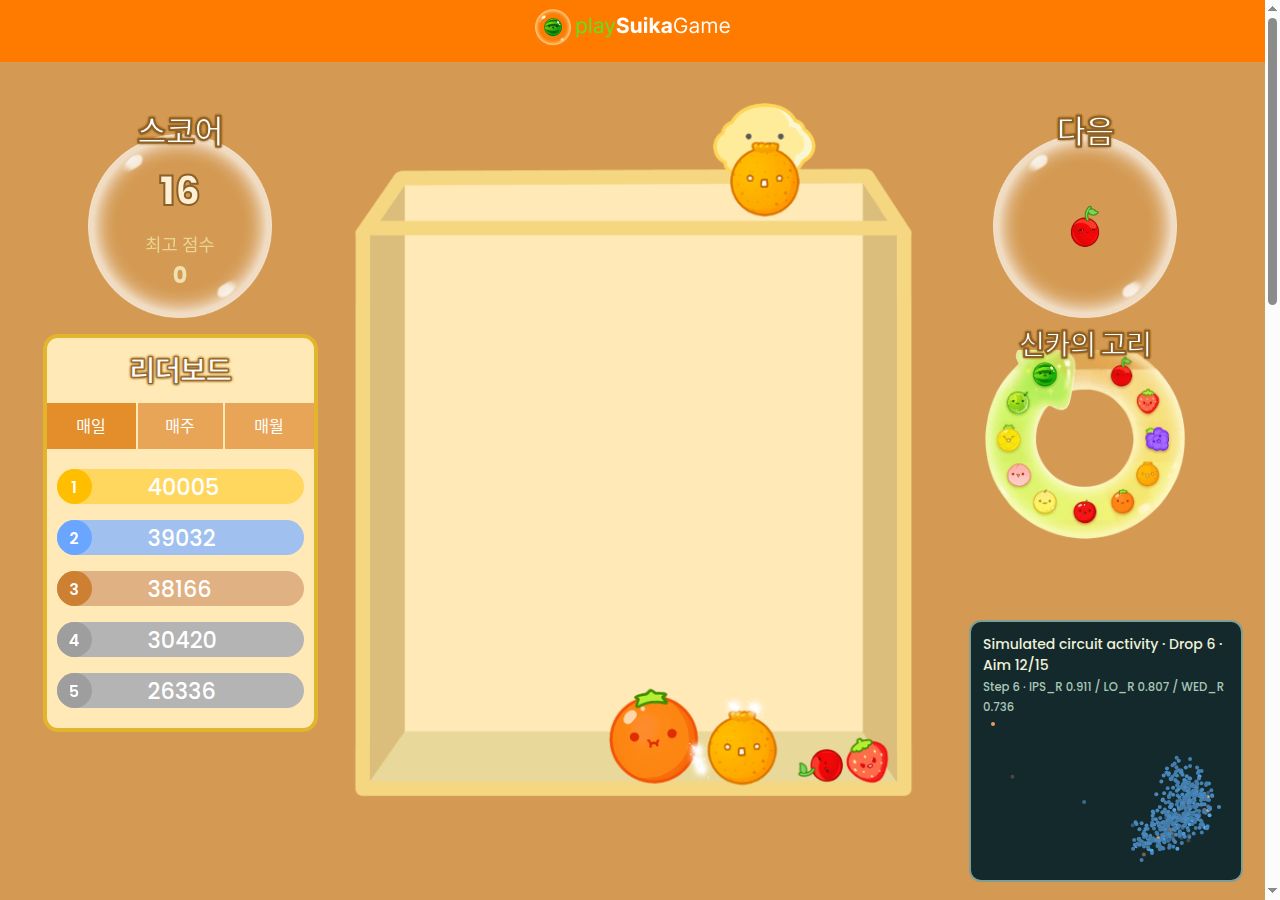 playSuikaGame
스코어
16
최고 점수
0
다음
신카의 고리
리더보드
매일 매주 매월
1 40005
2 39032
3 38166
4 30420
5 26336
Simulated circuit activity · Drop 6 ·
Aim 12/15
Step 6 · IPS_R 0.911 / LO_R 0.807 / WED_R
0.736